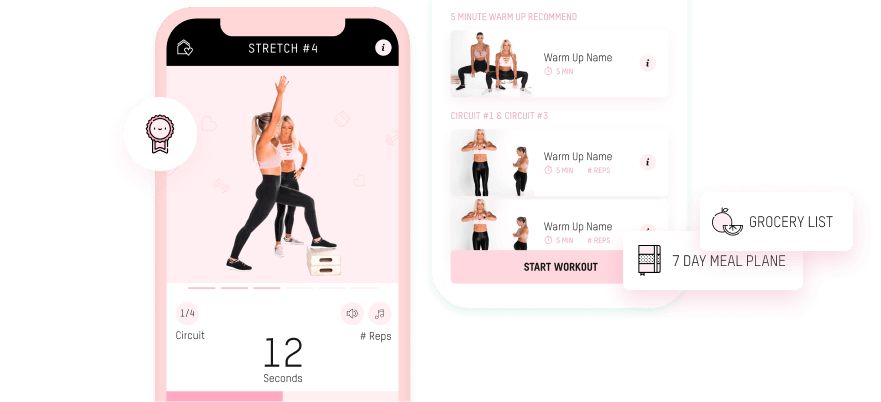 STRETCH #4
i
1/4
Circuit
# Reps
12
Seconds
5 MINUTE WARM UP RECOMMEND
Warm Up Name
5 MIN
i
CIRCUIT #1 & CIRCUIT #3
Warm Up Name
5 MIN # REPS
i
Warm Up Name
5 MIN # REPS
START WORKOUT
GROCERY LIST
7 DAY MEAL PLANE